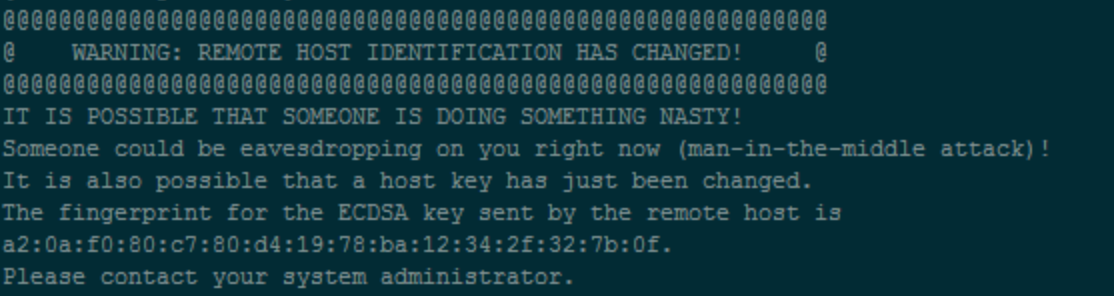 @@@@@@@@@@@@@@@@@@@@@@@@@@@@@@@@@@@@@@@@@@@@@@@@@@@@@@@@@@@
@    WARNING: REMOTE HOST IDENTIFICATION HAS CHANGED!     @
@@@@@@@@@@@@@@@@@@@@@@@@@@@@@@@@@@@@@@@@@@@@@@@@@@@@@@@@@@@
IT IS POSSIBLE THAT SOMEONE IS DOING SOMETHING NASTY!
Someone could be eavesdropping on you right now (man-in-the-middle attack)!
It is also possible that a host key has just been changed.
The fingerprint for the ECDSA key sent by the remote host is
a2:0a:f0:80:c7:80:d4:19:78:ba:12:34:2f:32:7b:0f.
Please contact your system administrator.